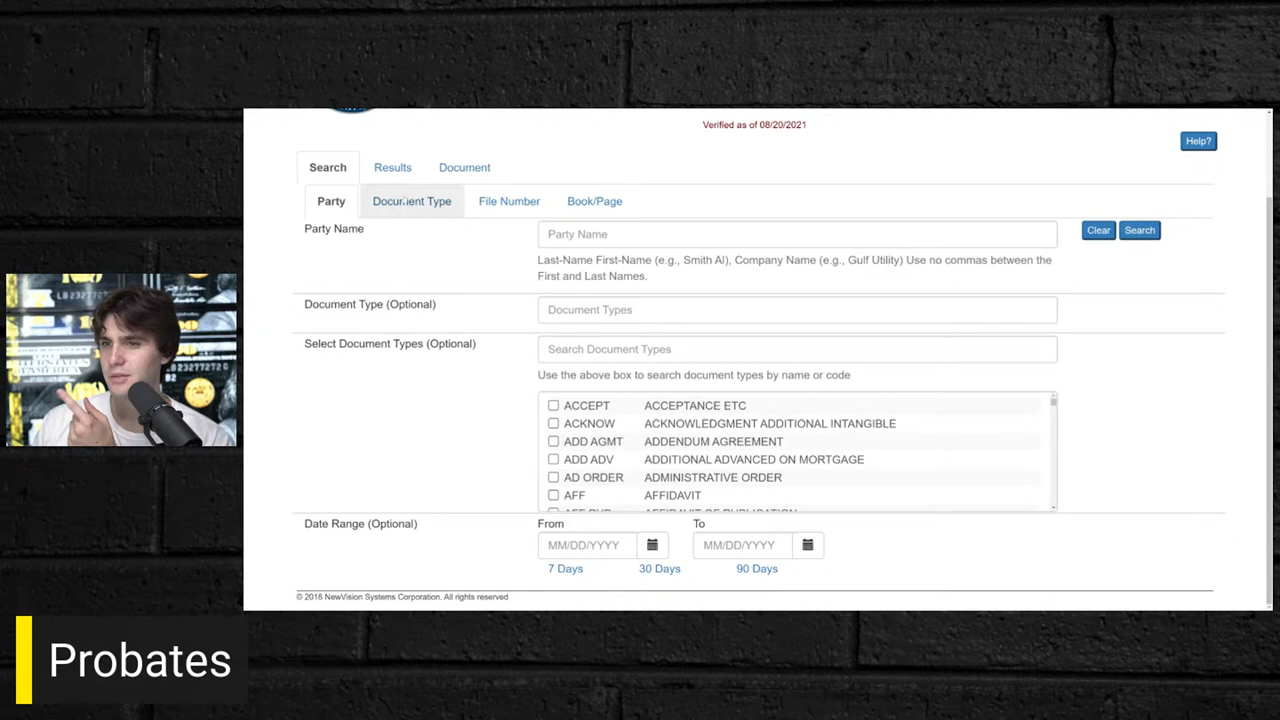 Verified as of 08/20/2021
Help?
Search Results Document
Party Document Type File Number Book/Page
Party Name
Party Name
Clear Search
Last-Name First-Name (e.g., Smith Al), Company Name (e.g., Gulf Utility) Use no commas between the
First and Last Names.
Document Type (Optional)
Document Types
Select Document Types (Optional)
Search Document Types
Use the above box to search document types by name or code
ACCEPT ACCEPTANCE ETC
ACKNOW ACKNOWLEDGMENT ADDITIONAL INTANGIBLE
ADD AGMT ADDENDUM AGREEMENT
ADD ADV ADDITIONAL ADVANCED ON MORTGAGE
AD ORDER ADMINISTRATIVE ORDER
AFF AFFIDAVIT
Date Range (Optional)
From To
MM/DD/YYYY MM/DD/YYYY
7 Days 30 Days 90 Days
© 2018 NewVision Systems Corporation. All rights reserved
LB23277272
B2
Probates